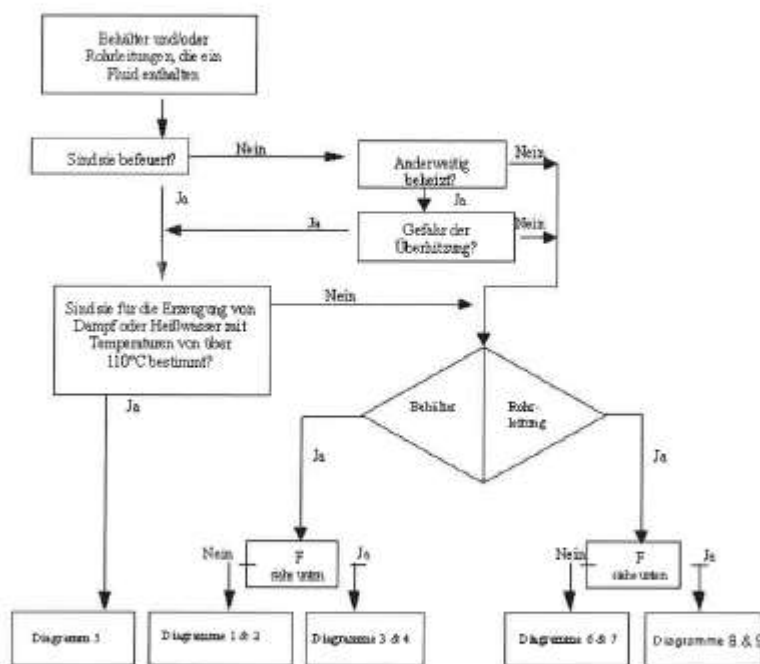 Behälter und/oder
Rohrleitungen, die ein
Fluid enthalten
Sind sie befeuert?
Nein
Anderweitig
beheizt?
Nein
Ja
Ja
Ja
Gefahr der
Überhitzung?
Nein
Sind sie für die Erzeugung von
Dampf oder Heißwasser mit
Temperaturen von über
110°C bestimmt?
Nein
Ja
Behälter
Rohr-
leitung
Ja
Ja
Nein
F
siehe unten
Ja
Nein
F
siehe unten
Ja
Diagramm 5
Diagramme 1 & 2
Diagramme 3 & 4
Diagramme 6 & 7
Diagramme 8 & 9